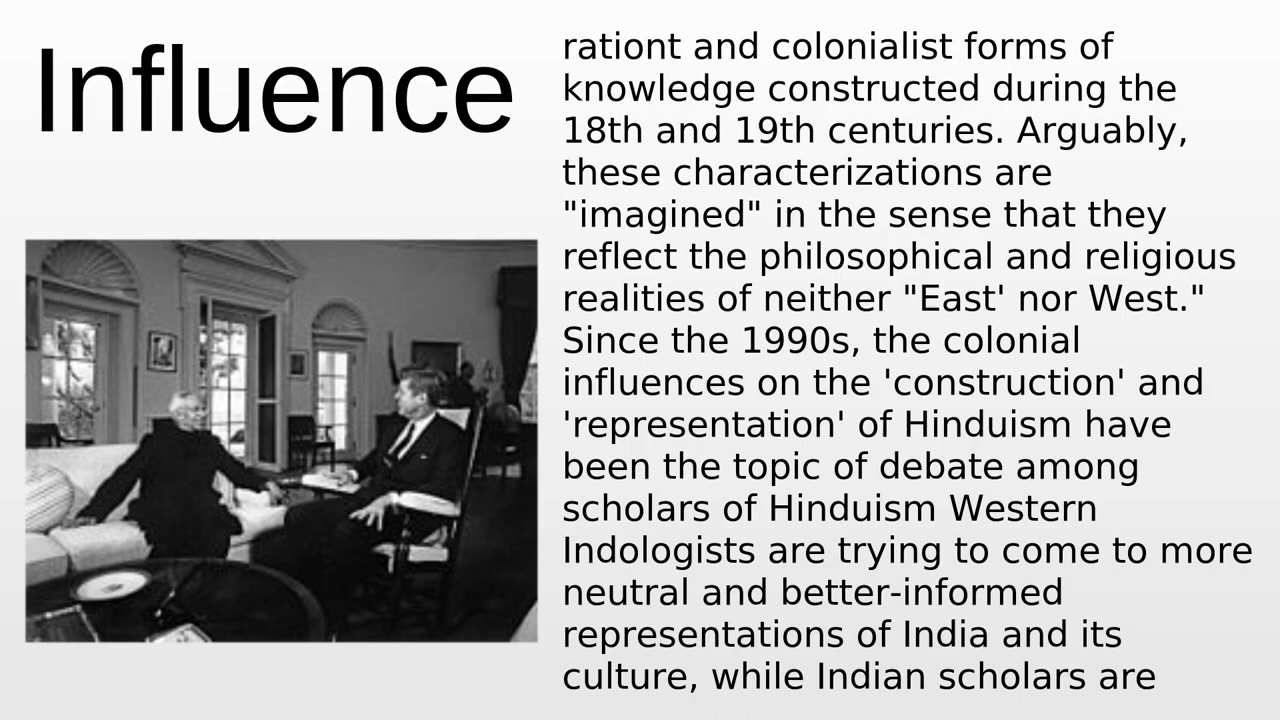 Influence
rationt and colonialist forms of
knowledge constructed during the
18th and 19th centuries. Arguably,
these characterizations are
"imagined" in the sense that they
reflect the philosophical and religious
realities of neither "East' nor West."
Since the 1990s, the colonial
influences on the 'construction' and
'representation' of Hinduism have
been the topic of debate among
scholars of Hinduism Western
Indologists are trying to come to more
neutral and better-informed
representations of India and its
culture, while Indian scholars are